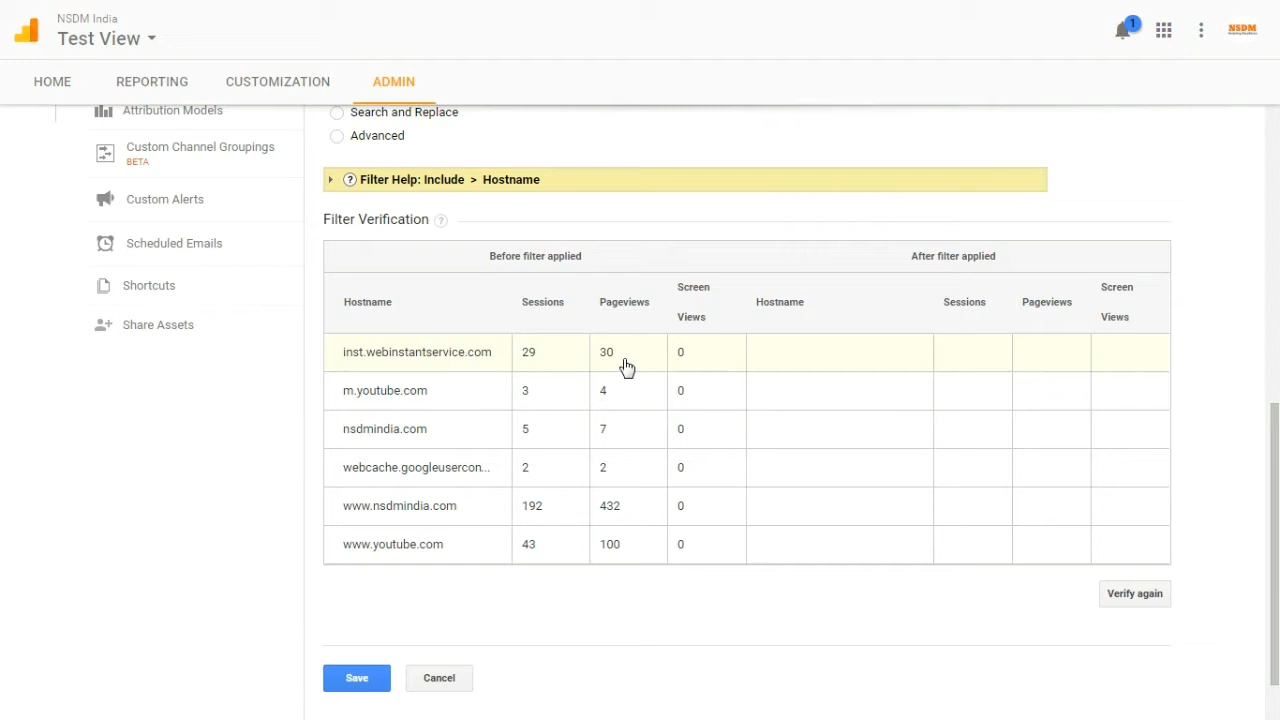 NSDM India
Test View
1
NSDM
HOME REPORTING CUSTOMIZATION ADMIN
Attribution Models
Custom Channel Groupings
BETA
Custom Alerts
Scheduled Emails
Shortcuts
Share Assets
Search and Replace
Advanced
? Filter Help: Include > Hostname
Filter Verification ?
Before filter applied After filter applied
Hostname Sessions Pageviews Screen Views Hostname Sessions Pageviews Screen Views
inst.webinstantservice.com 29 30 0
m.youtube.com 3 4 0
nsdmindia.com 5 7 0
webcache.googleusercon... 2 2 0
www.nsdmindia.com 192 432 0
www.youtube.com 43 100 0
Verify again
Save Cancel